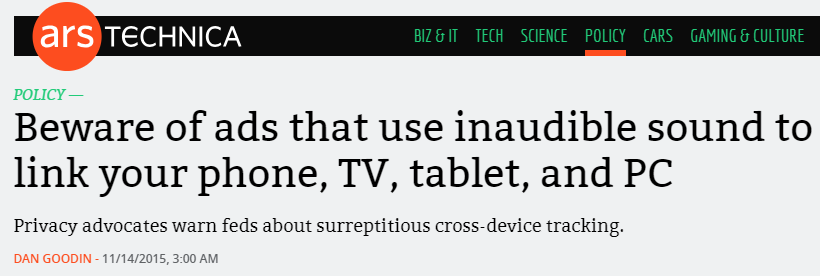 ars TECHNICA
BIZ & IT TECH SCIENCE POLICY CARS GAMING & CULTURE
POLICY —
Beware of ads that use inaudible sound to
link your phone, TV, tablet, and PC
Privacy advocates warn feds about surreptitious cross-device tracking.
DAN GOODIN - 11/14/2015, 3:00 AM